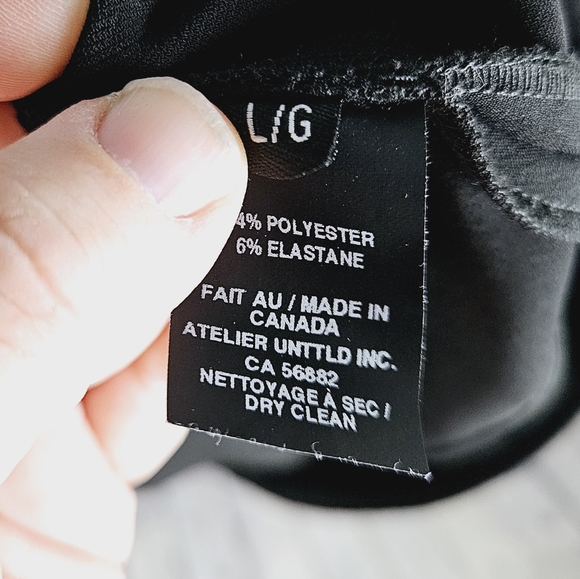 L/G
4% POLYESTER
6% ELASTANE
FAIT AU / MADE IN
CANADA
ATELIER UNTTLD INC.
CA 56882
NETTOYAGE À SEC /
DRY CLEAN